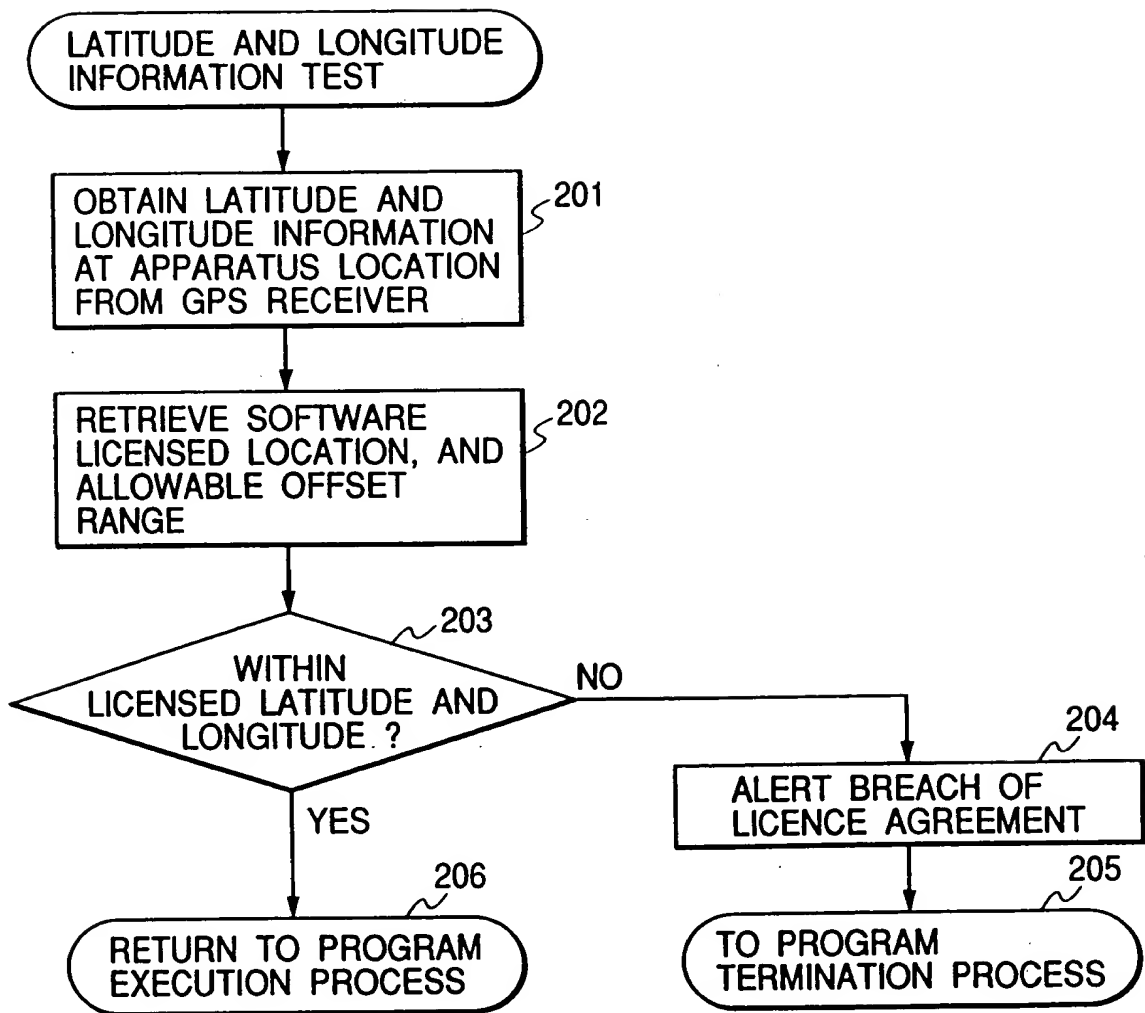 LATITUDE AND LONGITUDE
INFORMATION TEST
OBTAIN LATITUDE AND
LONGITUDE INFORMATION
AT APPARATUS LOCATION
FROM GPS RECEIVER
201
RETRIEVE SOFTWARE
LICENSED LOCATION, AND
ALLOWABLE OFFSET
RANGE
202
203
WITHIN
LICENSED LATITUDE AND
LONGITUDE ?
NO
YES
204
ALERT BREACH OF
LICENCE AGREEMENT
205
TO PROGRAM
TERMINATION PROCESS
206
RETURN TO PROGRAM
EXECUTION PROCESS